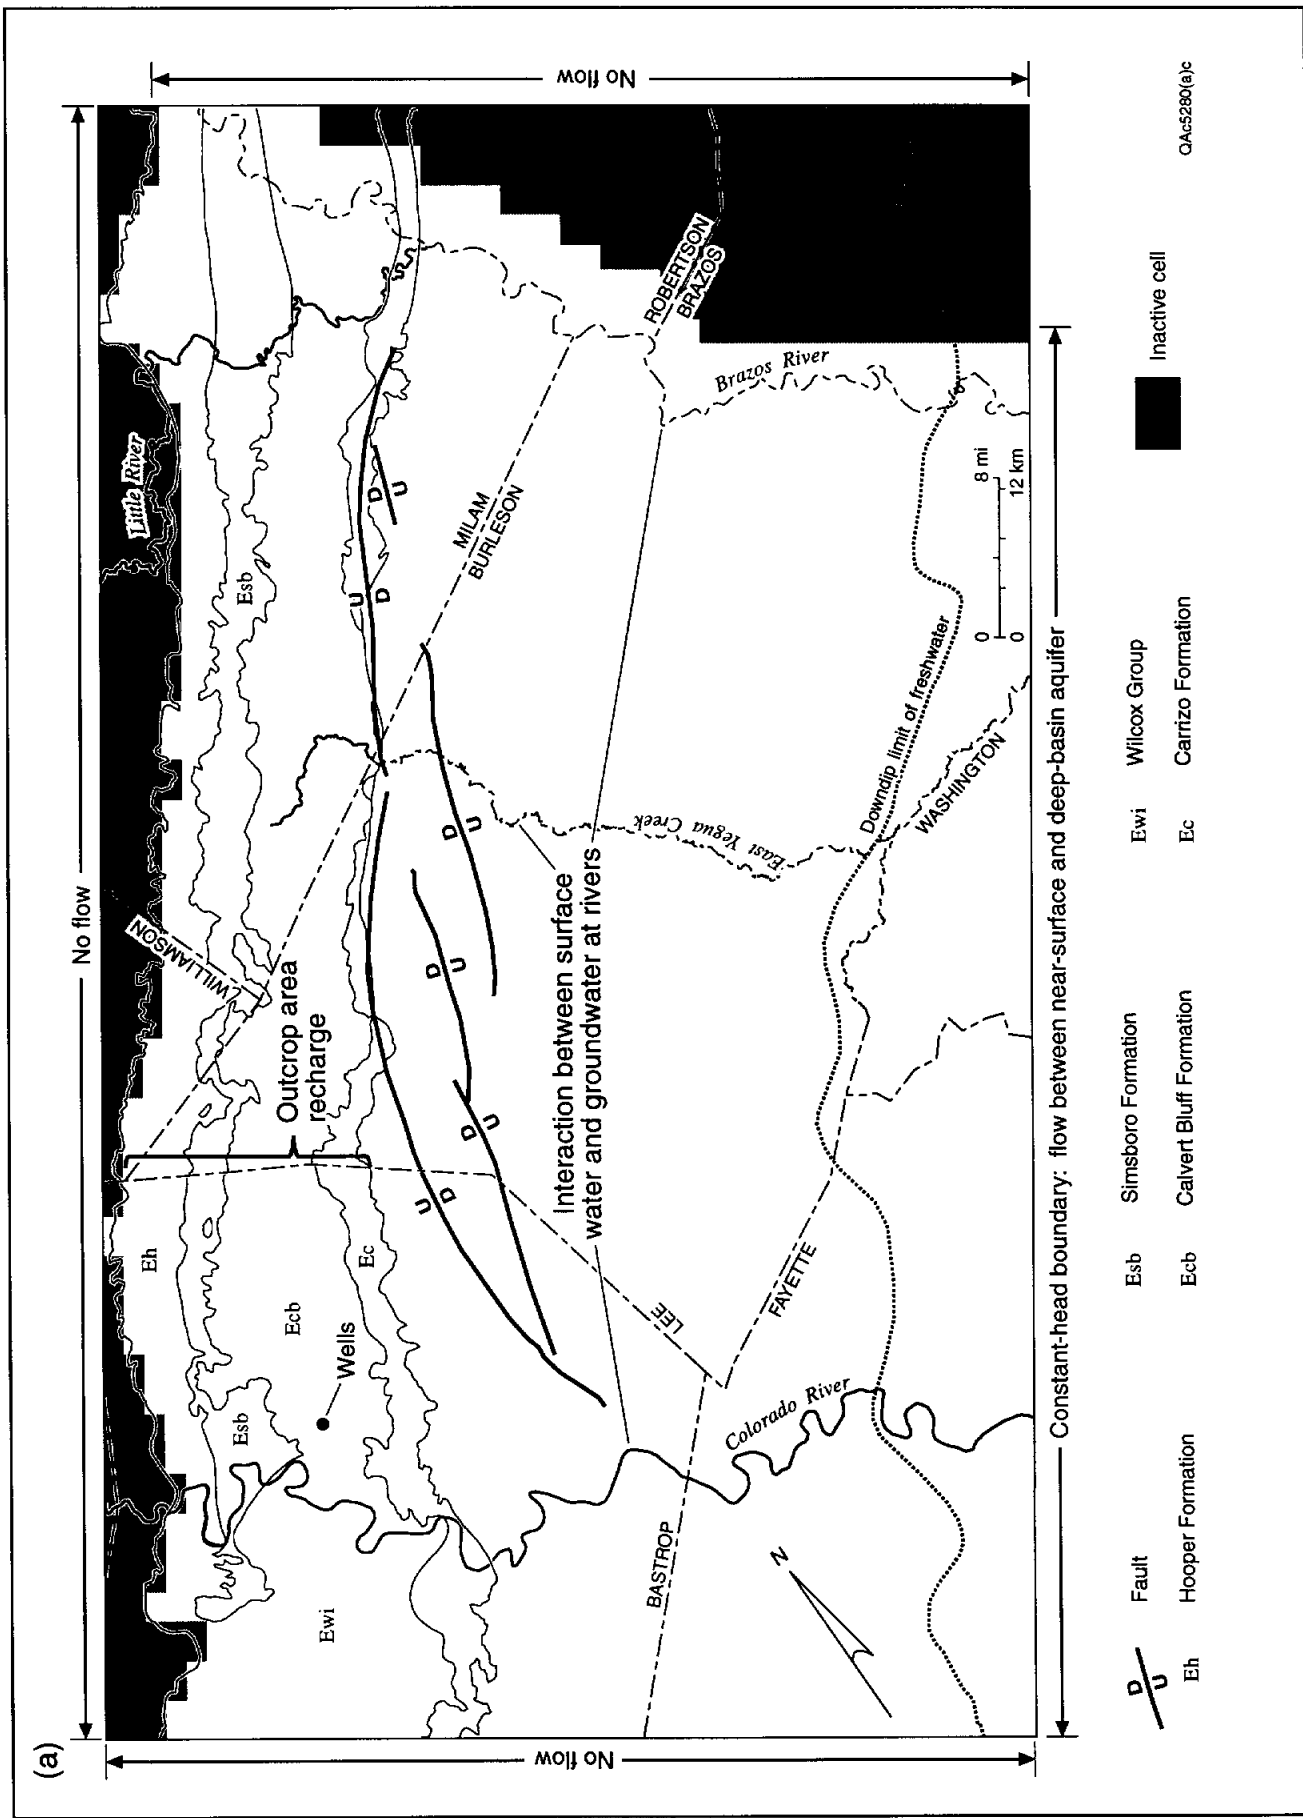 (a)
No flow
No flow
No flow
Little River
WILLIAMSON
Esb
Outcrop area
recharge
Eh
Ecb
Ec
Esb
Wells
Ewi
U
D
D
U
MILAM
BURLESON
ROBERTSON
BRAZOS
D
U
D
U
D
U
U
D
Interaction between surface
water and groundwater at rivers
East Yegua Creek
Brazos River
LEE
FAYETTE
BASTROP
Colorado River
N
Downdip limit of freshwater
WASHINGTON
0 8 mi
0 12 km
Constant-head boundary: flow between near-surface and deep-basin aquifer
D
U
Fault
Esb Simsboro Formation
Ewi Wilcox Group
Inactive cell
Eh Hooper Formation
Ecb Calvert Bluff Formation
Ec Carrizo Formation
QAc5280(a)c